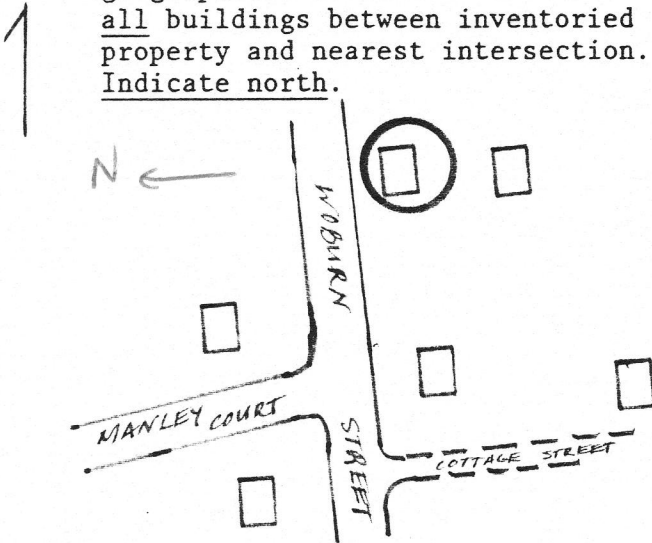 all buildings between inventoried
property and nearest intersection.
Indicate north.
N
WOBURN
STREET
MANLEY COURT
COTTAGE STREET